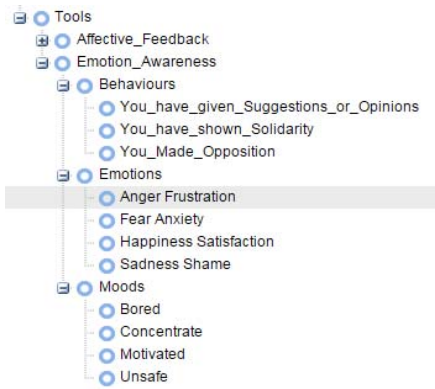 Tools
Affective_Feedback
Emotion_Awareness
Behaviours
You_have_given_Suggestions_or_Opinions
You_have_shown_Solidarity
You_Made_Opposition
Emotions
Anger Frustration
Fear Anxiety
Happiness Satisfaction
Sadness Shame
Moods
Bored
Concentrate
Motivated
Unsafe